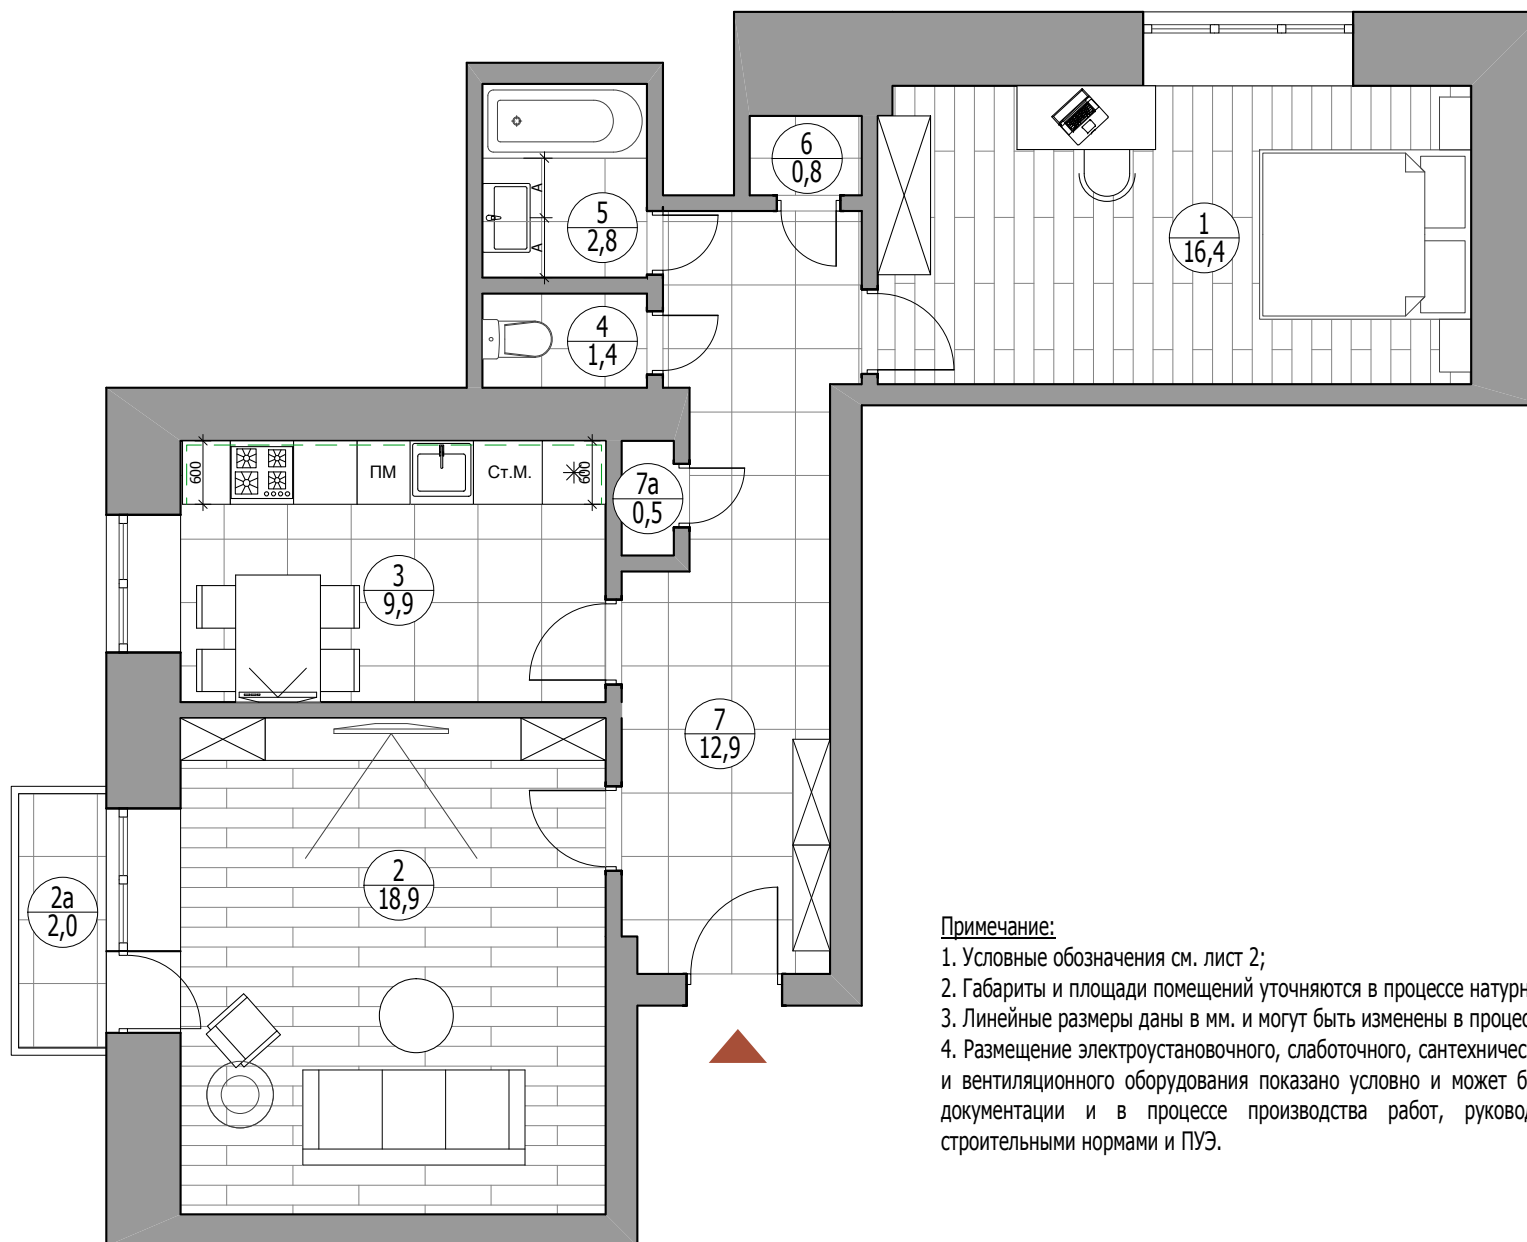 6
0,8
5
2,8
1
16,4
4
1,4
600
ПМ
Ст.М.
600
7а
0,5
3
9,9
7
12,9
2
18,9
2а
2,0
Примечание:
1. Условные обозначения см. лист 2;
2. Габариты и площади помещений уточняются в процессе натурн
3. Линейные размеры даны в мм. и могут быть изменены в процес
4. Размещение электроустановочного, слаботочного, сантехничес
и вентиляционного оборудования показано условно и может б
документации и в процессе производства работ, руковод
строительными нормами и ПУЭ.